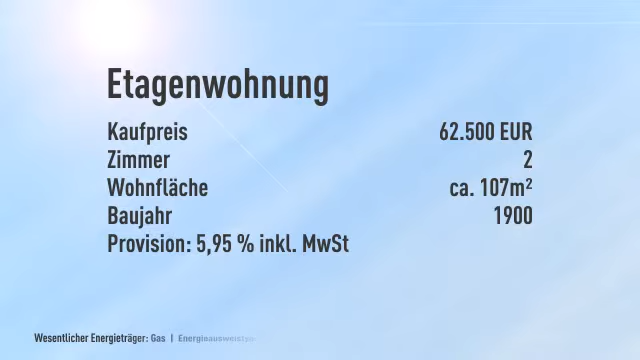 Etagenwohnung
Kaufpreis 62.500 EUR
Zimmer 2
Wohnfläche ca. 107m²
Baujahr 1900
Provision: 5,95 % inkl. MwSt
Wesentlicher Energieträger: Gas |